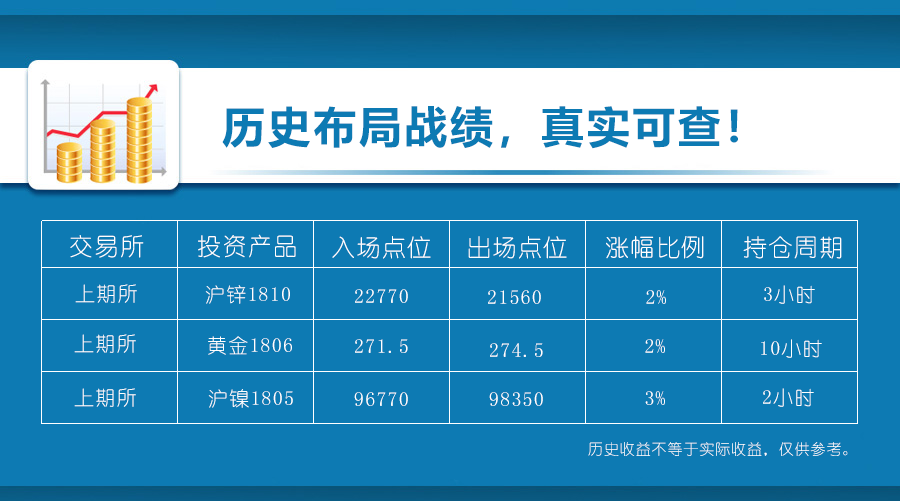 历史布局战绩，真实可查！
交易所 投资产品 入场点位 出场点位 涨幅比例 持仓周期
上期所 沪锌1810 22770 21560 2% 3小时
上期所 黄金1806 271.5 274.5 2% 10小时
上期所 沪镍1805 96770 98350 3% 2小时
历史收益不等于实际收益，仅供参考。